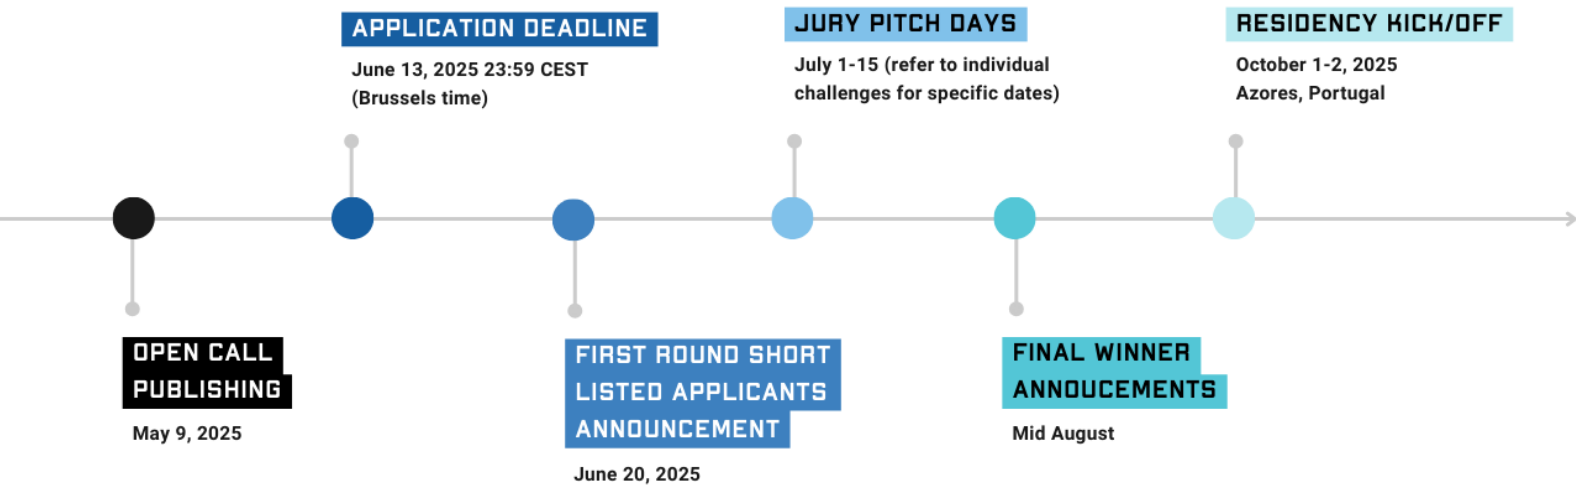 APPLICATION DEADLINE
June 13, 2025 23:59 CEST
(Brussels time)
JURY PITCH DAYS
July 1-15 (refer to individual
challenges for specific dates)
RESIDENCY KICK/OFF
October 1-2, 2025
Azores, Portugal
OPEN CALL
PUBLISHING
May 9, 2025
FIRST ROUND SHORT
LISTED APPLICANTS
ANNOUNCEMENT
June 20, 2025
FINAL WINNER
ANNOUCEMENTS
Mid August